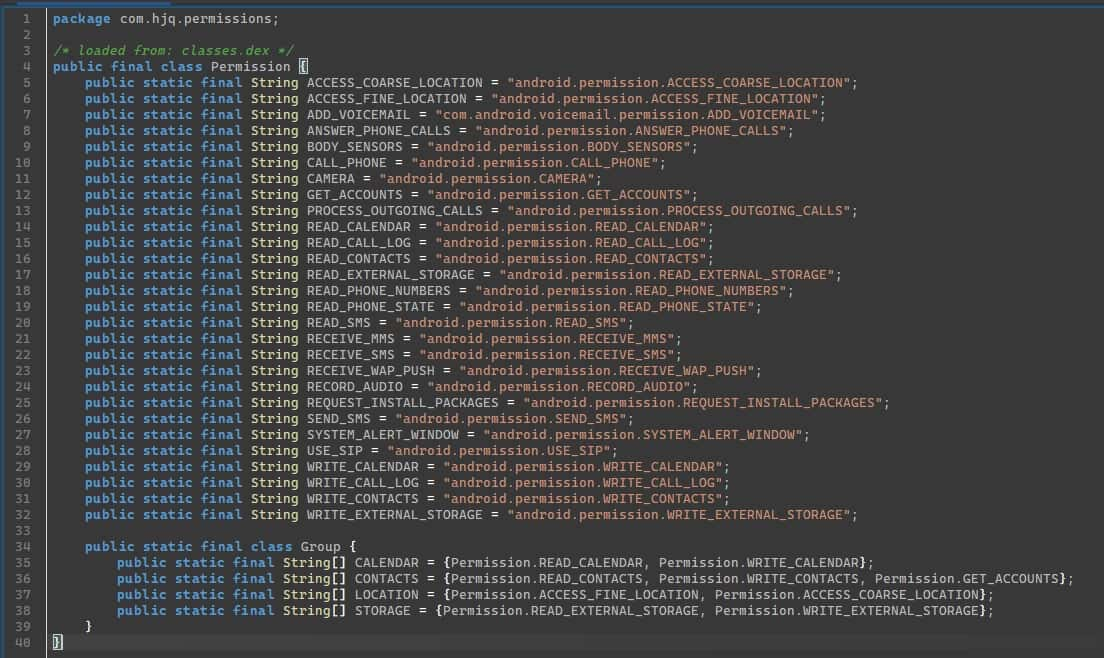 1 package com.hjq.permissions;
2
3 /* loaded from: classes.dex */
4 public final class Permission {
5 public static final String ACCESS_COARSE_LOCATION = "android.permission.ACCESS_COARSE_LOCATION";
6 public static final String ACCESS_FINE_LOCATION = "android.permission.ACCESS_FINE_LOCATION";
7 public static final String ADD_VOICEMAIL = "com.android.voicemail.permission.ADD_VOICEMAIL";
8 public static final String ANSWER_PHONE_CALLS = "android.permission.ANSWER_PHONE_CALLS";
9 public static final String BODY_SENSORS = "android.permission.BODY_SENSORS";
10 public static final String CALL_PHONE = "android.permission.CALL_PHONE";
11 public static final String CAMERA = "android.permission.CAMERA";
12 public static final String GET_ACCOUNTS = "android.permission.GET_ACCOUNTS";
13 public static final String PROCESS_OUTGOING_CALLS = "android.permission.PROCESS_OUTGOING_CALLS";
14 public static final String READ_CALENDAR = "android.permission.READ_CALENDAR";
15 public static final String READ_CALL_LOG = "android.permission.READ_CALL_LOG";
16 public static final String READ_CONTACTS = "android.permission.READ_CONTACTS";
17 public static final String READ_EXTERNAL_STORAGE = "android.permission.READ_EXTERNAL_STORAGE";
18 public static final String READ_PHONE_NUMBERS = "android.permission.READ_PHONE_NUMBERS";
19 public static final String READ_PHONE_STATE = "android.permission.READ_PHONE_STATE";
20 public static final String READ_SMS = "android.permission.READ_SMS";
21 public static final String RECEIVE_MMS = "android.permission.RECEIVE_MMS";
22 public static final String RECEIVE_SMS = "android.permission.RECEIVE_SMS";
23 public static final String RECEIVE_WAP_PUSH = "android.permission.RECEIVE_WAP_PUSH";
24 public static final String RECORD_AUDIO = "android.permission.RECORD_AUDIO";
25 public static final String REQUEST_INSTALL_PACKAGES = "android.permission.REQUEST_INSTALL_PACKAGES";
26 public static final String SEND_SMS = "android.permission.SEND_SMS";
27 public static final String SYSTEM_ALERT_WINDOW = "android.permission.SYSTEM_ALERT_WINDOW";
28 public static final String USE_SIP = "android.permission.USE_SIP";
29 public static final String WRITE_CALENDAR = "android.permission.WRITE_CALENDAR";
30 public static final String WRITE_CALL_LOG = "android.permission.WRITE_CALL_LOG";
31 public static final String WRITE_CONTACTS = "android.permission.WRITE_CONTACTS";
32 public static final String WRITE_EXTERNAL_STORAGE = "android.permission.WRITE_EXTERNAL_STORAGE";
33
34 public static final class Group {
35 public static final String[] CALENDAR = {Permission.READ_CALENDAR, Permission.WRITE_CALENDAR};
36 public static final String[] CONTACTS = {Permission.READ_CONTACTS, Permission.WRITE_CONTACTS, Permission.GET_ACCOUNTS};
37 public static final String[] LOCATION = {Permission.ACCESS_FINE_LOCATION, Permission.ACCESS_COARSE_LOCATION};
38 public static final String[] STORAGE = {Permission.READ_EXTERNAL_STORAGE, Permission.WRITE_EXTERNAL_STORAGE};
39 }
40 }